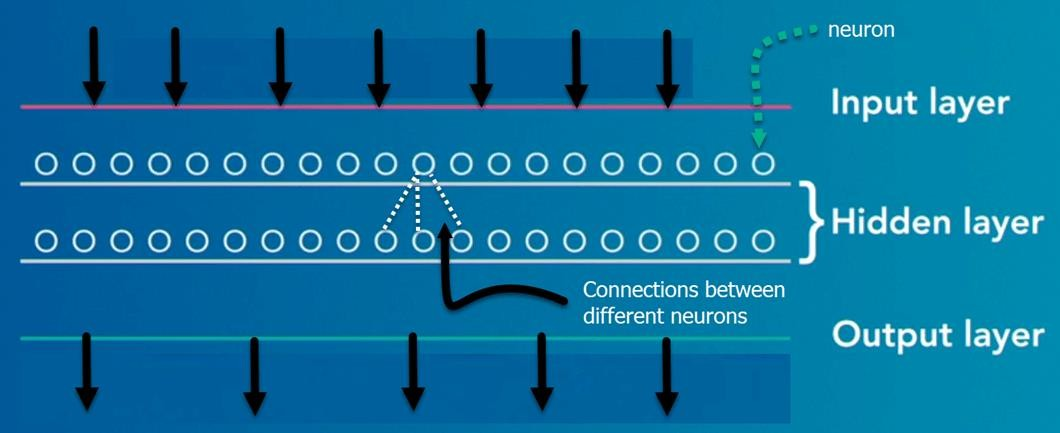 neuron
Input layer
Hidden layer
Connections between
different neurons
Output layer